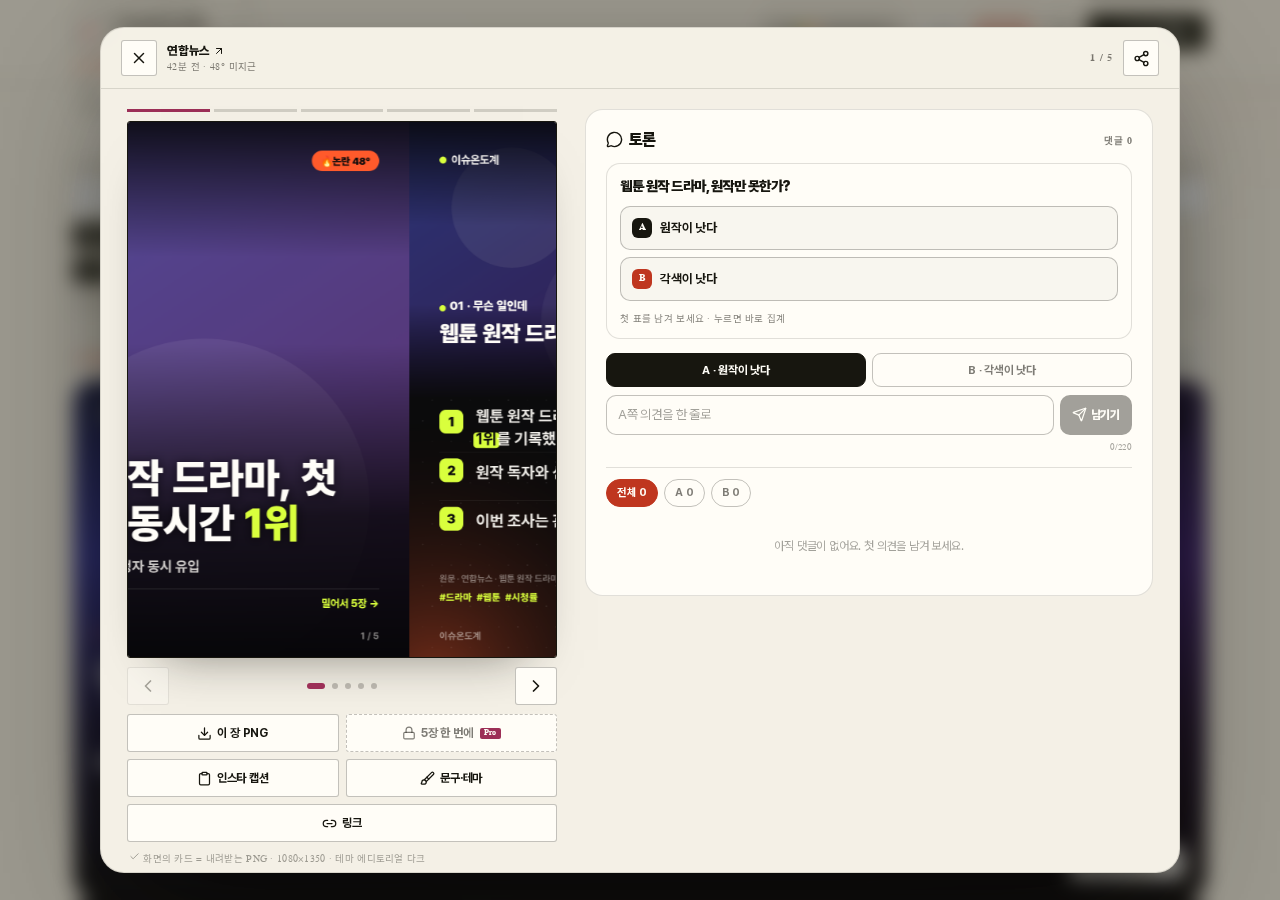 연합뉴스
42분 전 · 48° 미지근
1 / 5
논란 48°
작 드라마, 첫
동시간 1위
자 동시 유입
밀어서 5장 →
1 / 5
이슈온도계
01 · 무슨 일인데
웹툰 원작 드라
1 웹툰 원작 드
1위를 기록했
2 원작 독자와
3 이번 조사는
원문 · 연합뉴스 · 웹툰 원작 드라마
#드라마 #웹툰 #시청률
이슈온도계
이 장 PNG
5장 한 번에 Pro
인스타 캡션
문구·테마
링크
화면의 카드 = 내려받는 PNG · 1080×1350 · 테마 에디토리얼 다크
토론
댓글 0
웹툰 원작 드라마, 원작만 못한가?
A 원작이 낫다
B 각색이 낫다
첫 표를 남겨 보세요 · 누르면 바로 집계
A · 원작이 낫다
B · 각색이 낫다
A쪽 의견을 한 줄로
남기기
0/220
전체 0
A 0
B 0
아직 댓글이 없어요. 첫 의견을 남겨 보세요.